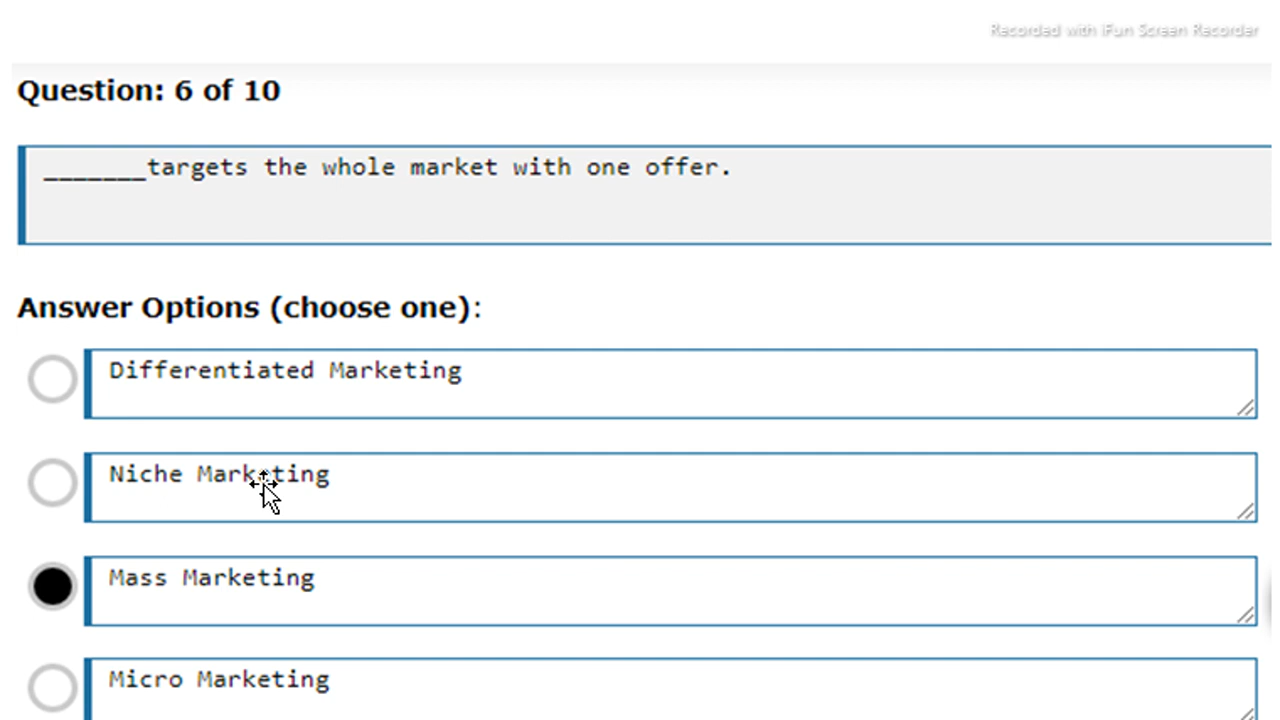 Recorded with iFun Screen Recorder
Question: 6 of 10
_______targets the whole market with one offer.
Answer Options (choose one):
Differentiated Marketing
Niche Marketing
Mass Marketing
Micro Marketing